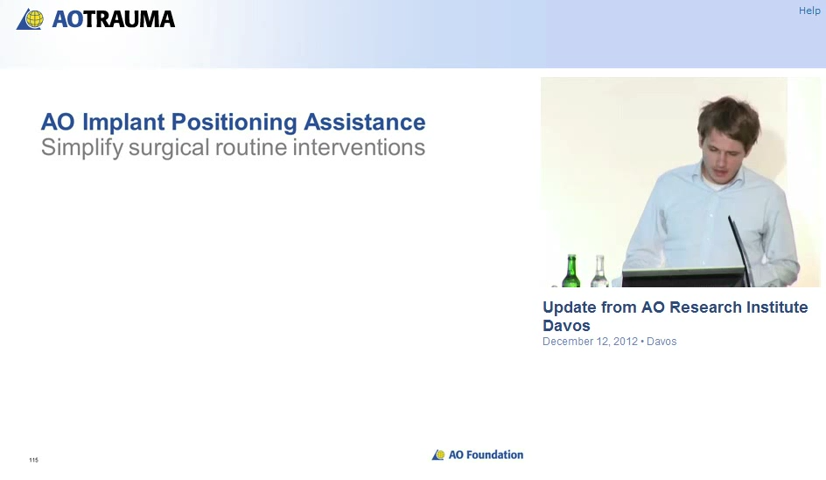 AOTRAUMA
Help
AO Implant Positioning Assistance
Simplify surgical routine interventions
Update from AO Research Institute
Davos
December 12, 2012 • Davos
115
AO Foundation